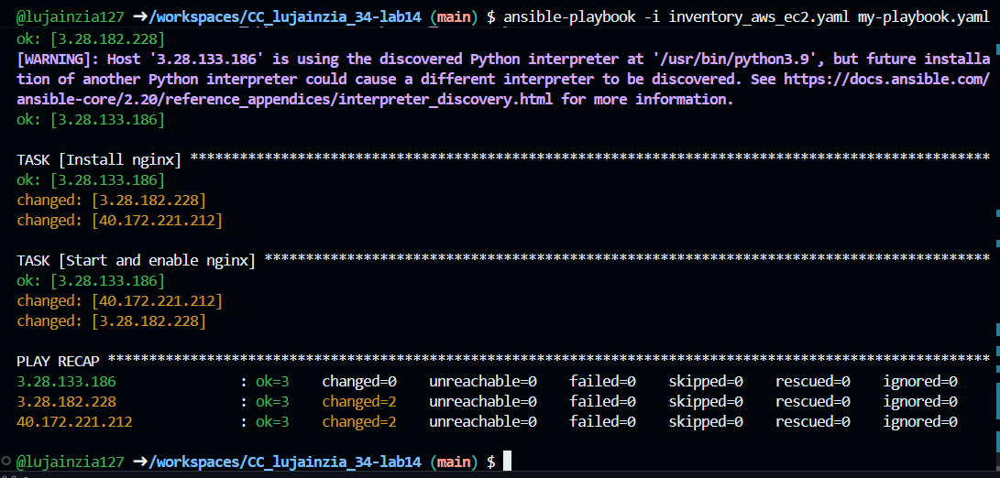 @lujainzia127 ➜/workspaces/CC_lujainzia_34-lab14 (main) $ ansible-playbook -i inventory_aws_ec2.yaml my-playbook.yaml
ok: [3.28.182.228]
[WARNING]: Host '3.28.133.186' is using the discovered Python interpreter at '/usr/bin/python3.9', but future installa
tion of another Python interpreter could cause a different interpreter to be discovered. See https://docs.ansible.com/
ansible-core/2.20/reference_appendices/interpreter_discovery.html for more information.
ok: [3.28.133.186]
TASK [Install nginx] *************************************************************************************************
ok: [3.28.133.186]
changed: [3.28.182.228]
changed: [40.172.221.212]
TASK [Start and enable nginx] ****************************************************************************************
ok: [3.28.133.186]
changed: [40.172.221.212]
changed: [3.28.182.228]
PLAY RECAP ***********************************************************************************************************
3.28.133.186 : ok=3 changed=0 unreachable=0 failed=0 skipped=0 rescued=0 ignored=0
3.28.182.228 : ok=3 changed=2 unreachable=0 failed=0 skipped=0 rescued=0 ignored=0
40.172.221.212 : ok=3 changed=2 unreachable=0 failed=0 skipped=0 rescued=0 ignored=0
@lujainzia127 ➜/workspaces/CC_lujainzia_34-lab14 (main) $